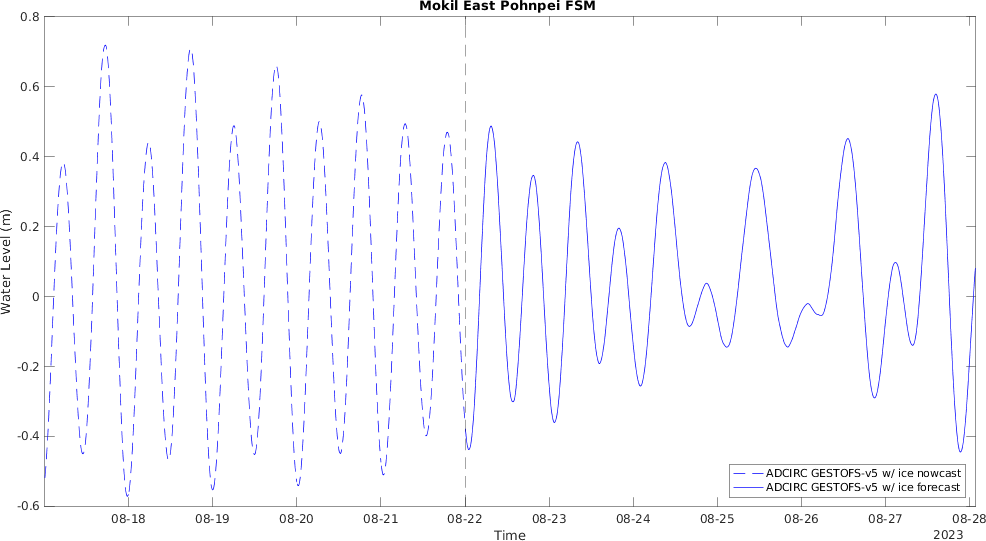 Mokil East Pohnpei FSM
0.8
0.6
0.4
0.2
0
-0.2
-0.4
-0.6
Water Level (m)
08-18 08-19 08-20 08-21 08-22 08-23 08-24 08-25 08-26 08-27 08-28
Time
2023
ADCIRC GESTOFS-v5 w/ ice nowcast
ADCIRC GESTOFS-v5 w/ ice forecast